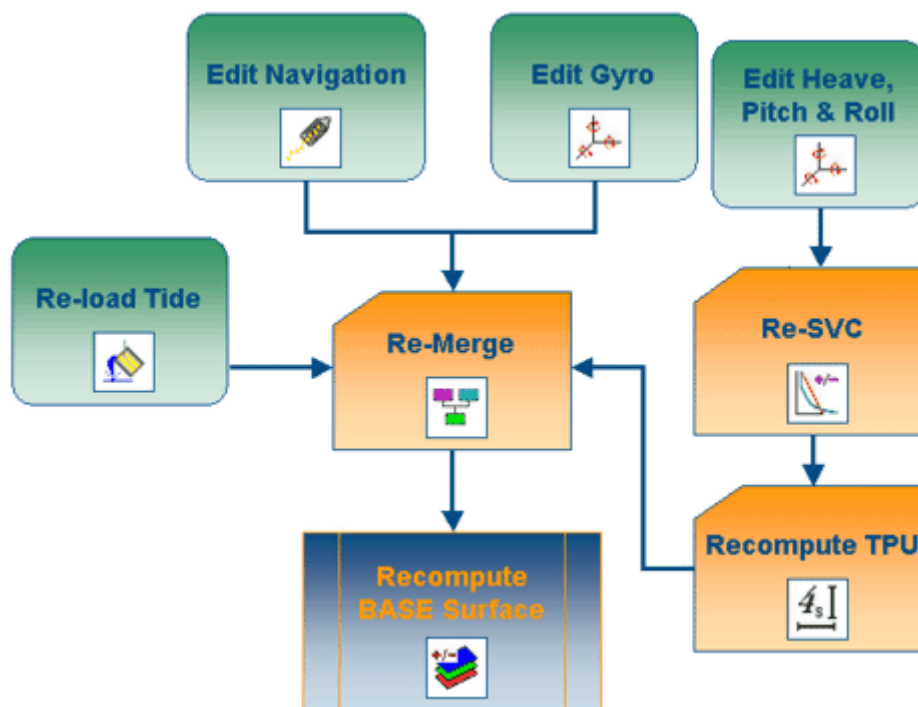 Edit Navigation
Edit Gyro
Edit Heave,
Pitch & Roll
Re-load Tide
Re-Merge
Re-SVC
+/-
Recompute TPU
4s
Recompute
BASE Surface
+/-